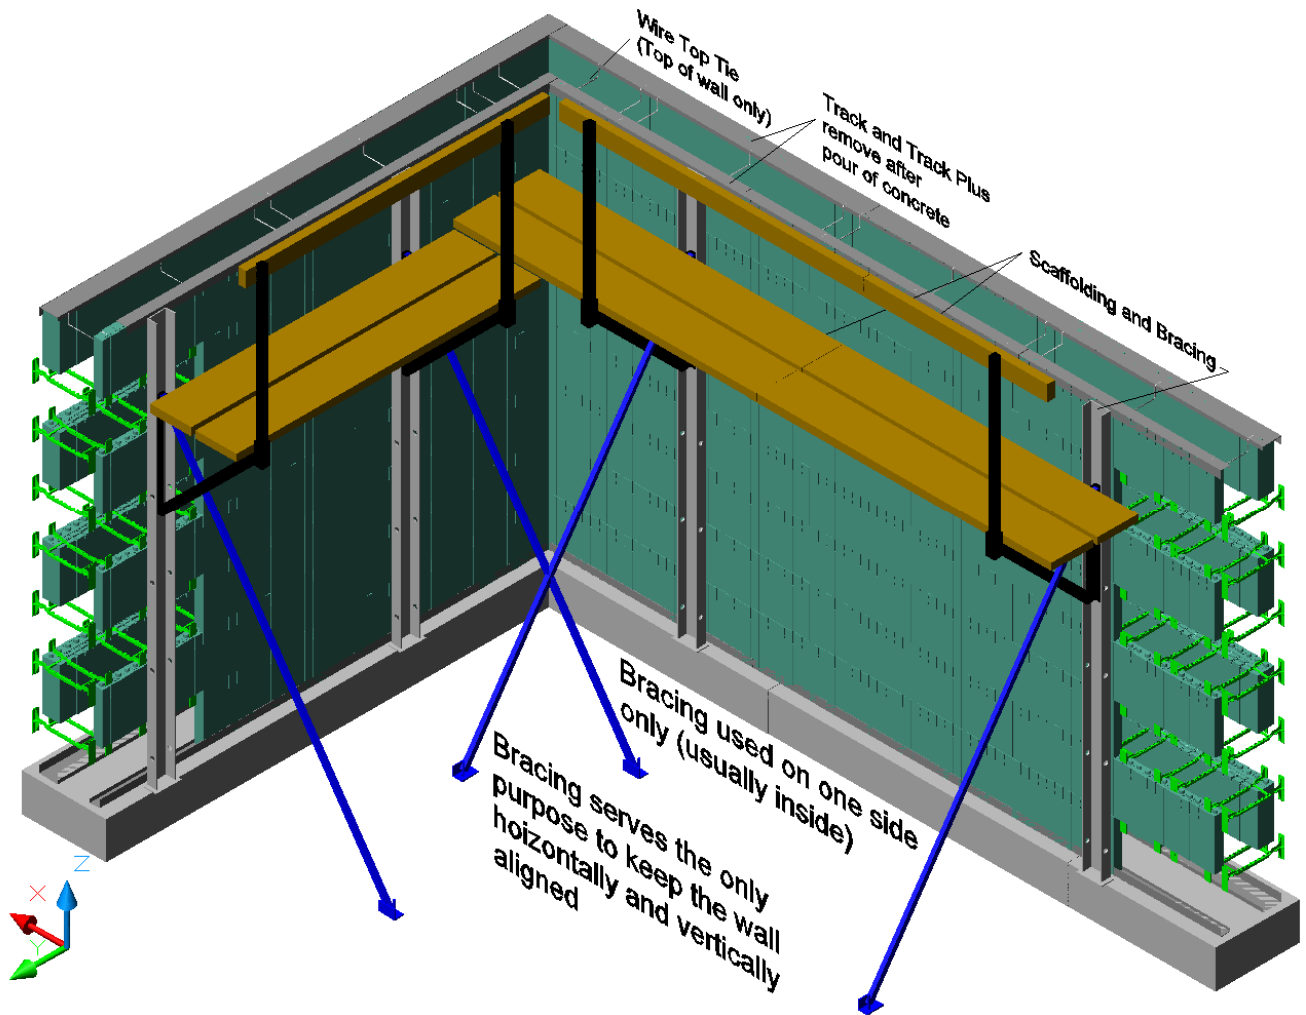 Wire Top Tie
(Top of wall only)
Track and Track Plus
remove after
pour of concrete
Scaffolding and Bracing
Bracing used on one side
only (usually inside)
Bracing serves the only
purpose to keep the wall
hoizontally and vertically
aligned
Z
X
Y